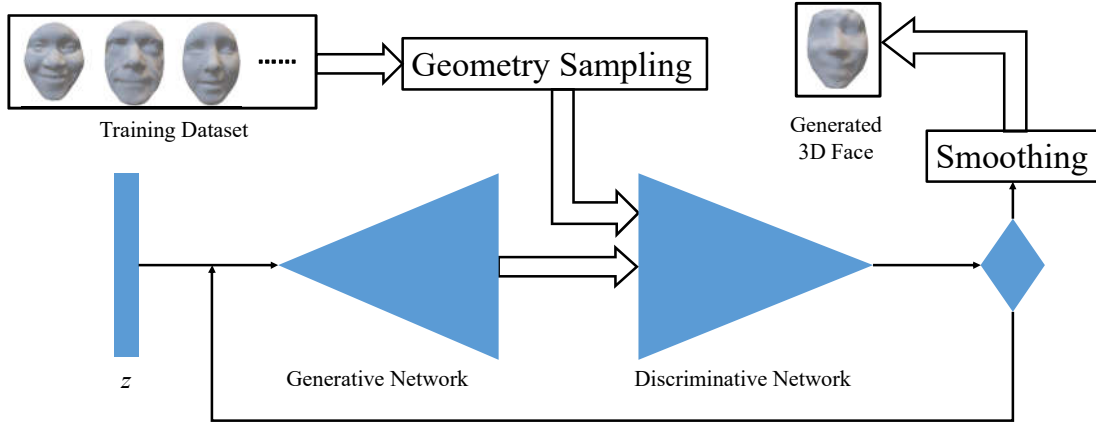 Geometry Sampling
Training Dataset
Generated
3D Face
Smoothing
z
Generative Network
Discriminative Network